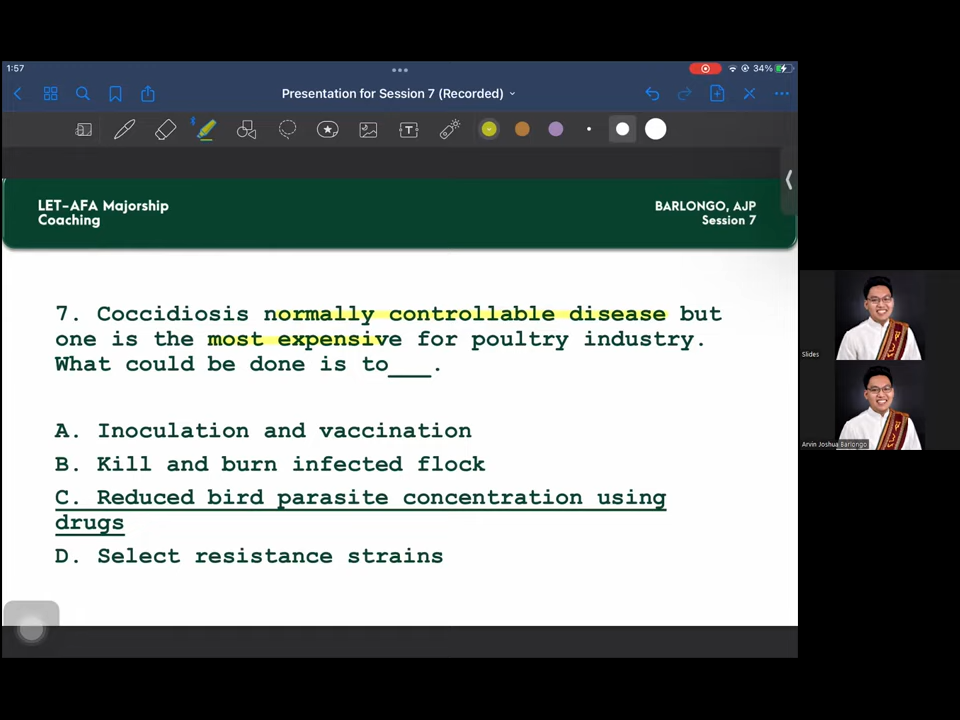 1:57
34%
Presentation for Session 7 (Recorded)
T
LET-AFA Majorship
Coaching
BARLONGO, AJP
Session 7
7. Coccidiosis normally controllable disease but
one is the most expensive for poultry industry.
What could be done is to___.
A. Inoculation and vaccination
B. Kill and burn infected flock
C. Reduced bird parasite concentration using
drugs
D. Select resistance strains
Slides
Arvin Joshua Barlongo